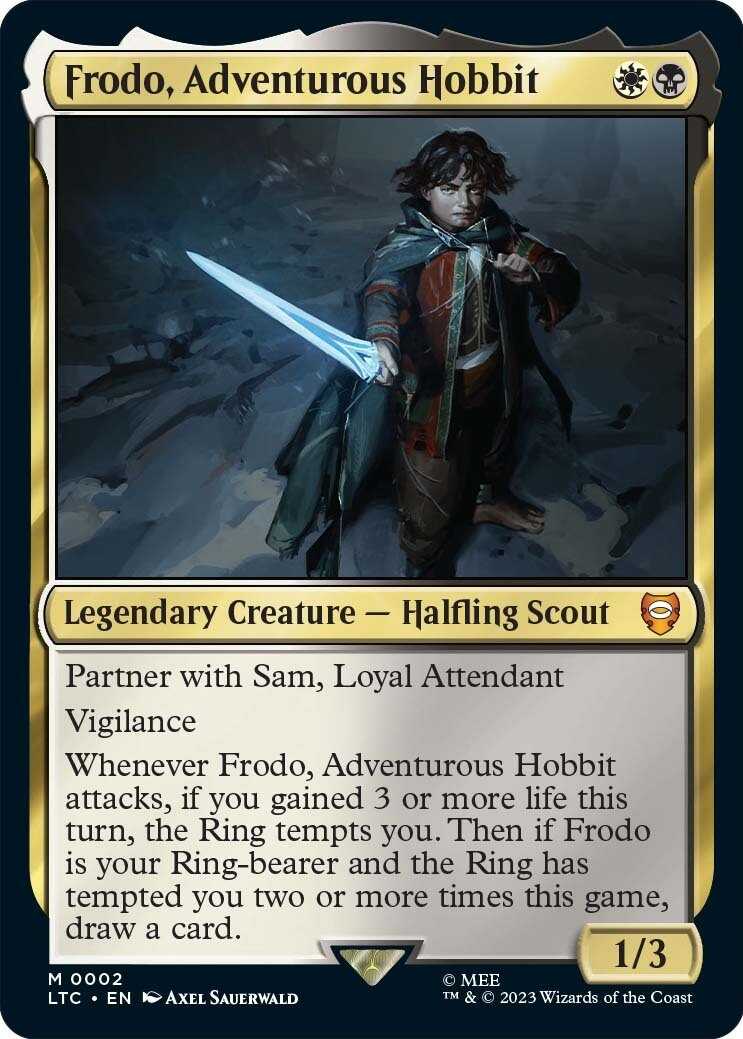 Frodo, Adventurous Hobbit
Legendary Creature — Halfling Scout
Partner with Sam, Loyal Attendant
Vigilance
Whenever Frodo, Adventurous Hobbit
attacks, if you gained 3 or more life this
turn, the Ring tempts you. Then if Frodo
is your Ring-bearer and the Ring has
tempted you two or more times this game,
draw a card.
1/3
M 0002
LTC • EN Axel Sauerwald
© MEE
™ & © 2023 Wizards of the Coast